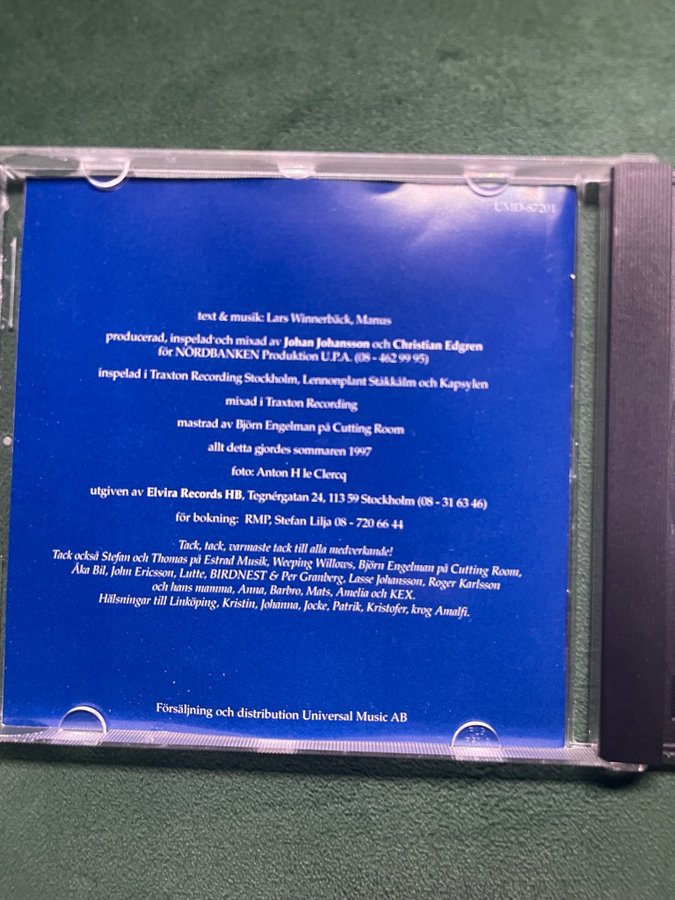 UMD-87201
text & musik: Lars Winnerbäck, Manus
producerad, inspelad och mixad av Johan Johansson och Christian Edgren
för NORDBANKEN Produktion U.P.A. (08 - 462 99 95)
inspelad i Traxton Recording Stockholm, Lennonplant Ståkkålm och Kapsylen
mixad i Traxton Recording
mastrad av Björn Engelman på Cutting Room
allt detta gjordes sommaren 1997
foto: Anton H le Clercq
utgiven av Elvira Records HB, Tegnérgatan 24, 113 59 Stockholm (08 - 31 63 46)
för bokning: RMP, Stefan Lilja 08 - 720 66 44
Tack, tack, varmaste tack till alla medverkande!
Tack också Stefan och Thomas på Estrad Musik, Weeping Willows, Björn Engelman på Cutting Room,
Åka Bil, John Ericsson, Lutte, BIRDNEST & Per Granberg, Lasse Johansson, Roger Karlsson
och hans mamma, Anna, Barbro, Mats, Amelia och KEX.
Hälsningar till Linköping, Kristin, Johanna, Jocke, Patrik, Kristofer, krog Amalfi.
Försäljning och distribution Universal Music AB